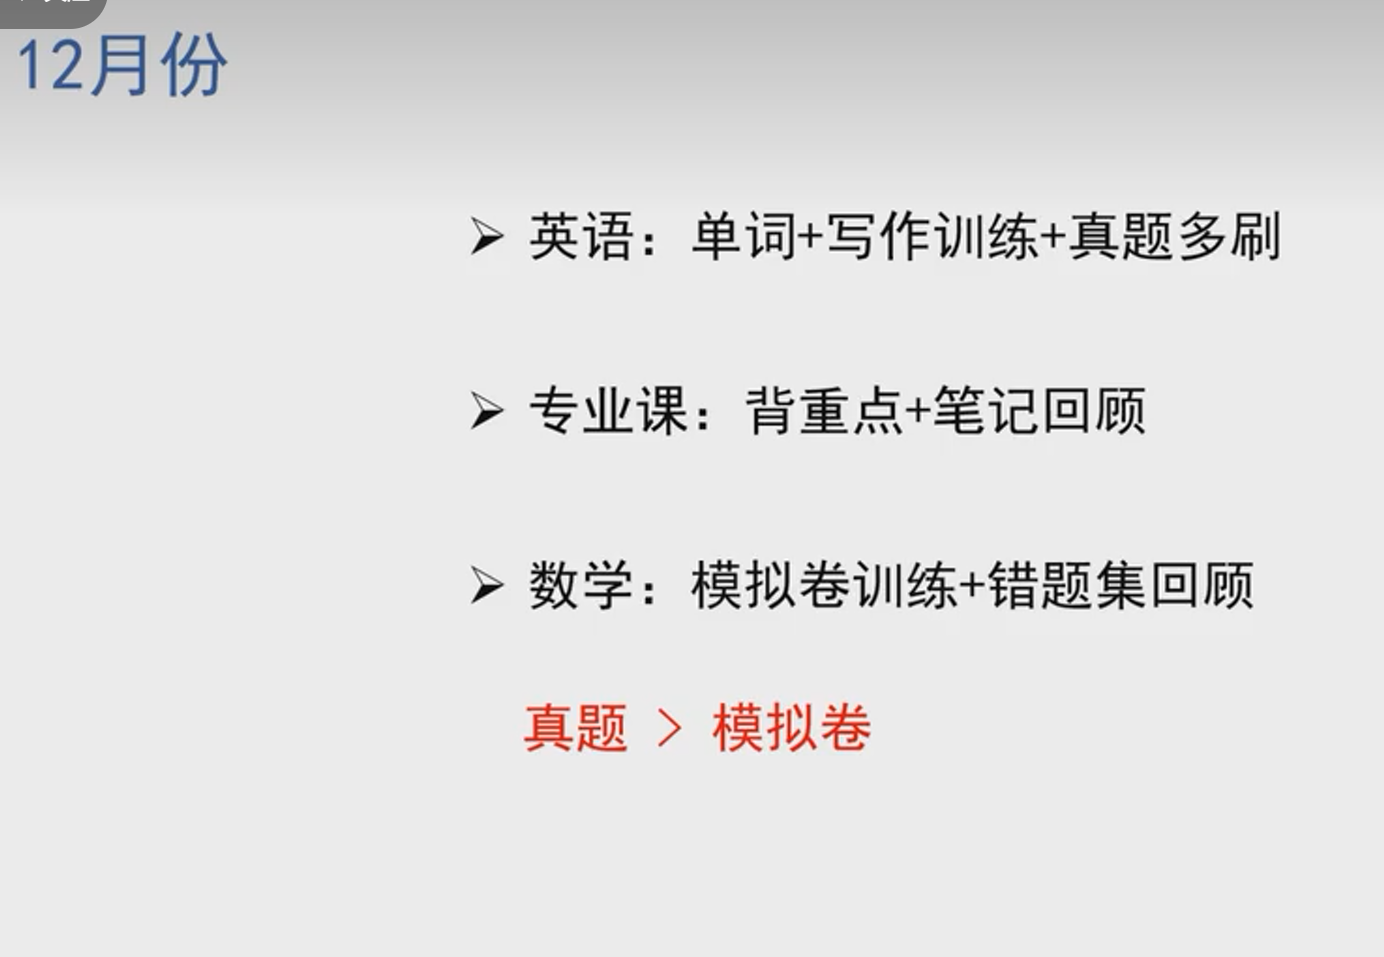 12月份
英语：单词+写作训练+真题多刷
专业课：背重点+笔记回顾
数学：模拟卷训练+错题集回顾
真题 > 模拟卷